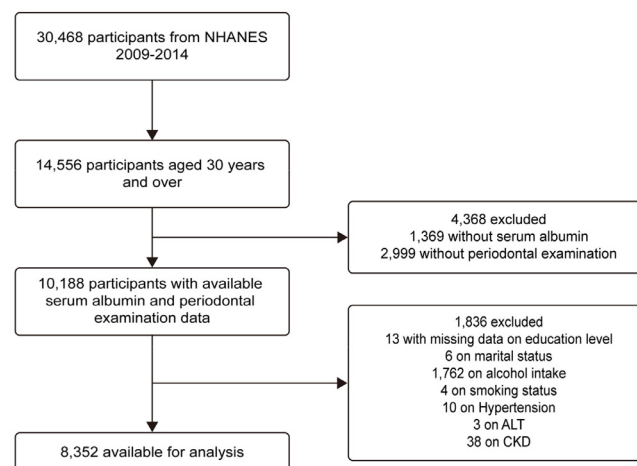 30,468 participants from NHANES
2009-2014
14,556 participants aged 30 years
and over
4,368 excluded
1,369 without serum albumin
2,999 without periodontal examination
10,188 participants with available
serum albumin and periodontal
examination data
1,836 excluded
13 with missing data on education level
6 on marital status
1,762 on alcohol intake
4 on smoking status
10 on Hypertension
3 on ALT
38 on CKD
8,352 available for analysis